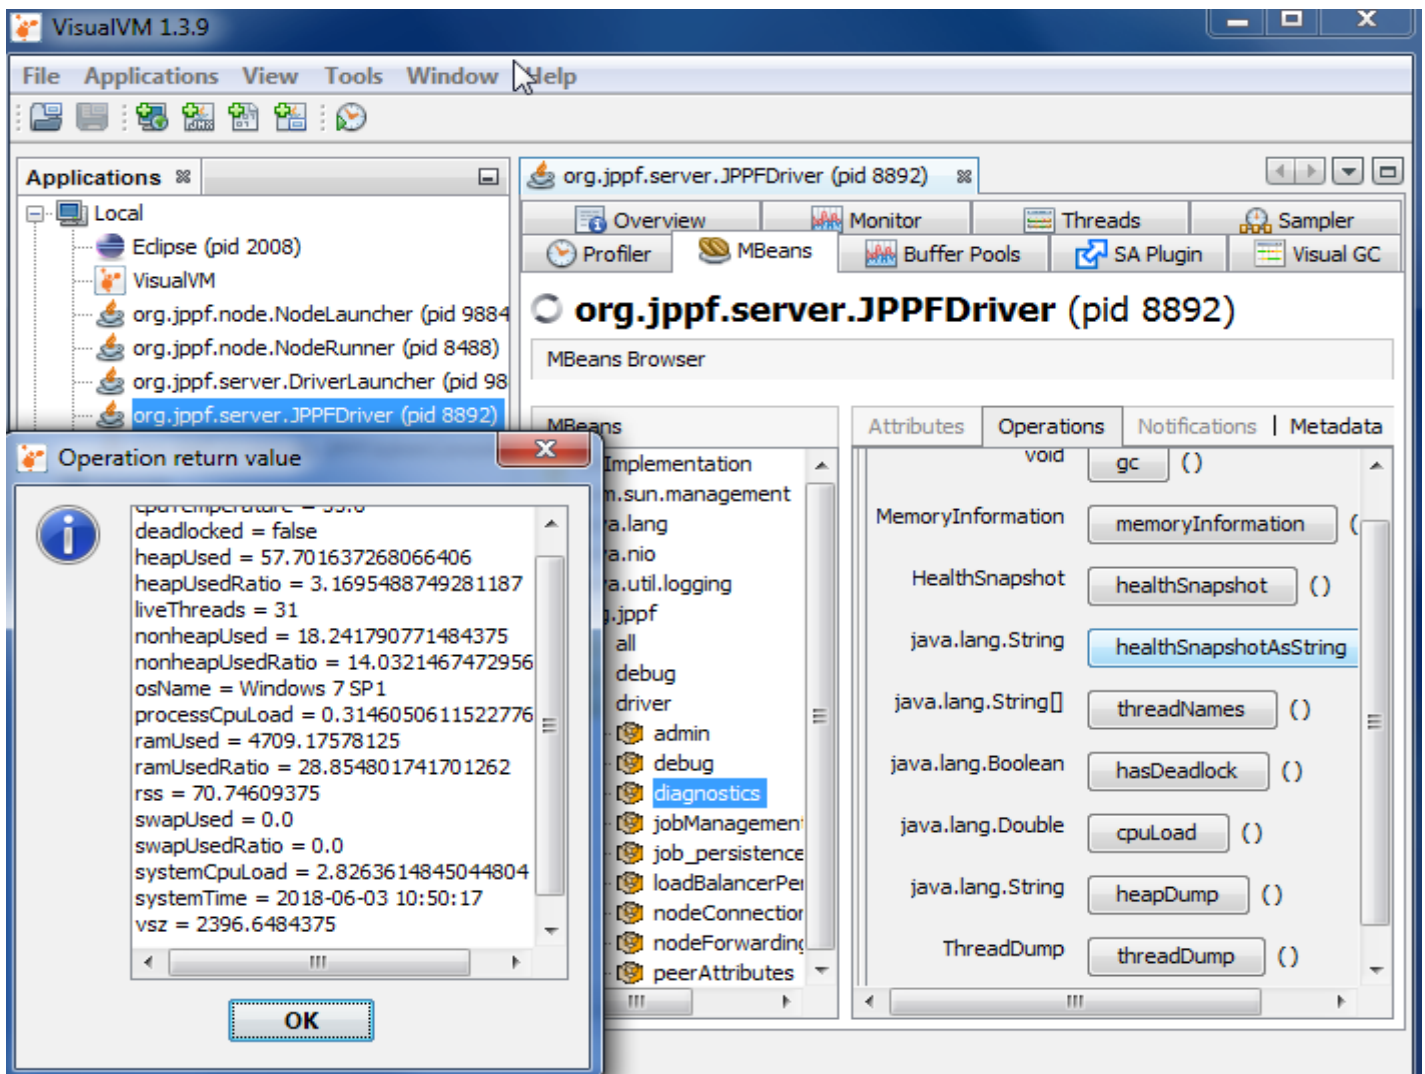 VisualVM 1.3.9
File Applications View Tools Window Help
Applications
Local
Eclipse (pid 2008)
VisualVM
org.jppf.node.NodeLauncher (pid 9884
org.jppf.node.NodeRunner (pid 8488)
org.jppf.server.DriverLauncher (pid 98
org.jppf.server.JPPFDriver (pid 8892)
org.jppf.server.JPPFDriver (pid 8892)
Overview Monitor Threads Sampler
Profiler MBeans Buffer Pools SA Plugin Visual GC
org.jppf.server.JPPFDriver (pid 8892)
MBeans Browser
MBeans
Implementation
m.sun.management
va.lang
va.nio
va.util.logging
g.jppf
all
debug
driver
admin
debug
diagnostics
jobManagement
job_persistence
loadBalancerPer
nodeConnection
nodeForwarding
peerAttributes
Attributes Operations Notifications Metadata
void gc ()
MemoryInformation memoryInformation (
HealthSnapshot healthSnapshot ()
java.lang.String healthSnapshotAsString
java.lang.String[] threadNames ()
java.lang.Boolean hasDeadlock ()
java.lang.Double cpuLoad ()
java.lang.String heapDump ()
ThreadDump threadDump ()
Operation return value
deadlocked = false
heapUsed = 57.701637268066406
heapUsedRatio = 3.1695488749281187
liveThreads = 31
nonheapUsed = 18.241790771484375
nonheapUsedRatio = 14.0321467472956
osName = Windows 7 SP1
processCpuLoad = 0.3146050611522776
ramUsed = 4709.17578125
ramUsedRatio = 28.854801741701262
rss = 70.74609375
swapUsed = 0.0
swapUsedRatio = 0.0
systemCpuLoad = 2.8263614845044804
systemTime = 2018-06-03 10:50:17
vsz = 2396.6484375
OK